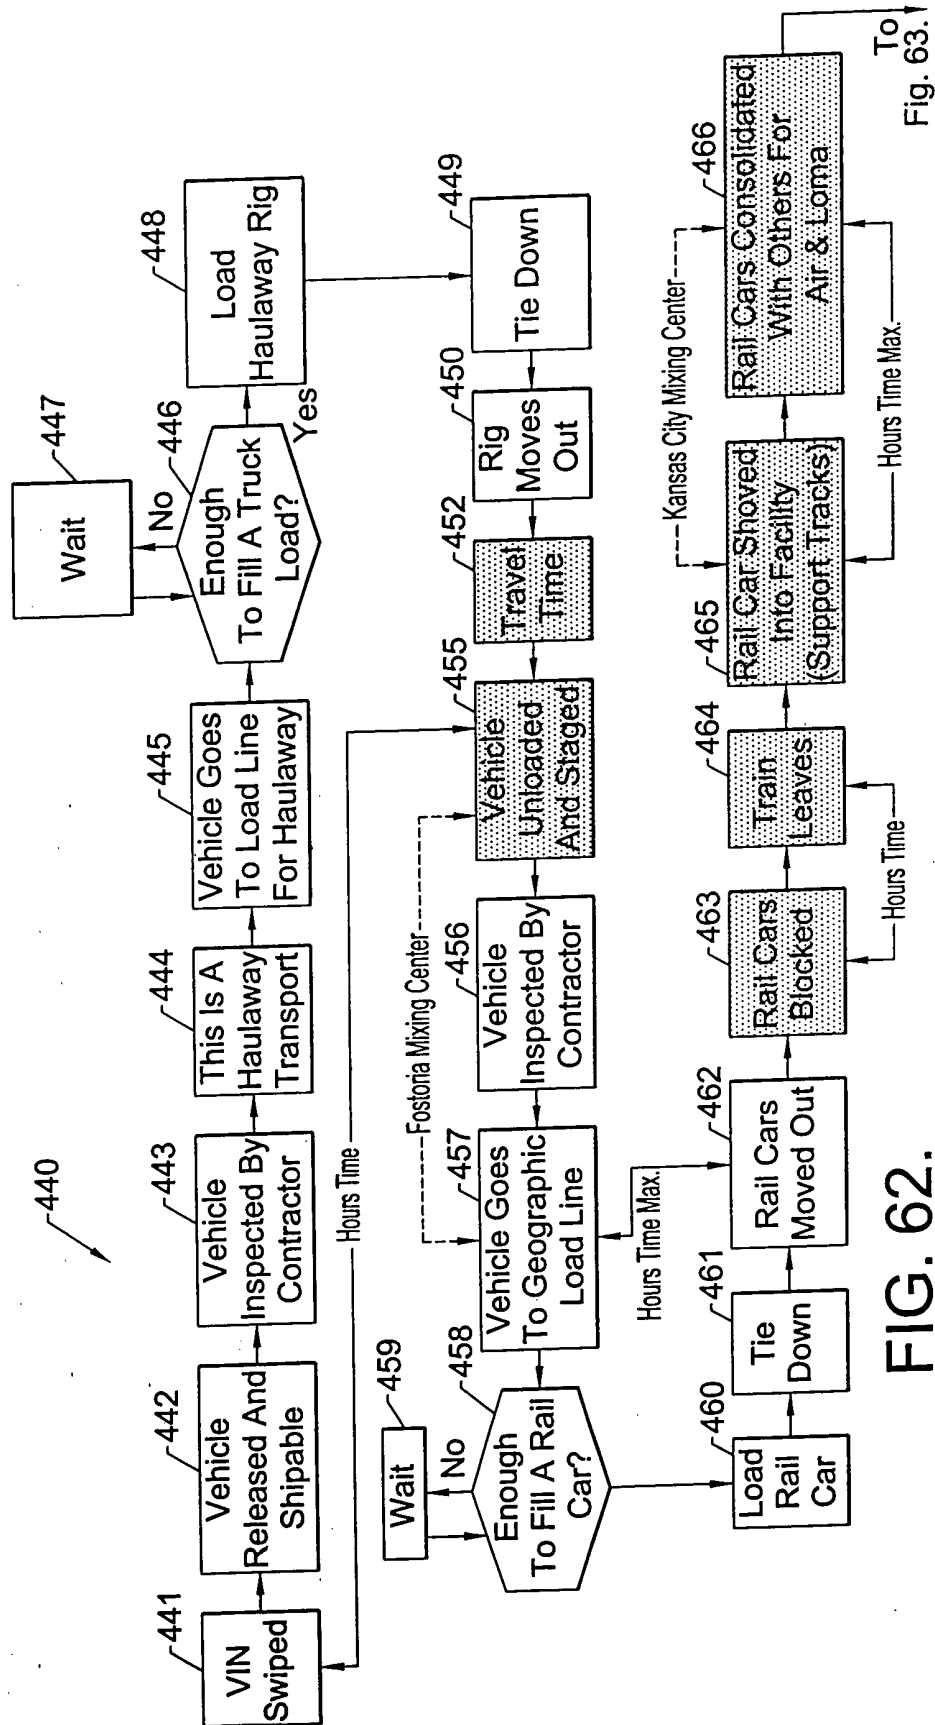 440
441
VIN
Swiped
442
Vehicle
Released And
Shipable
443
Vehicle
Inspected By
Contractor
444
This Is A
Haulaway
Transport
445
Vehicle Goes
To Load Line
For Haulaway
446
Enough
To Fill A Truck
Load?
No
Yes
447
Wait
448
Load
Haulaway Rig
Hours Time
449
Tie Down
450
Rig
Moves
Out
452
Travel
Time
455
Vehicle
Unloaded
And Staged
Fostoria Mixing Center
456
Vehicle
Inspected By
Contractor
457
Vehicle Goes
To Geographic
Load Line
458
Enough
To Fill A Rail
Car?
No
459
Wait
Hours Time Max.
460
Load
Rail
Car
461
Tie
Down
462
Rail Cars
Moved Out
463
Rail Cars
Blocked
464
Train
Leaves
Hours Time
465
Rail Car Shoved
Into Facility
(Support Tracks)
Kansas City Mixing Center
466
Rail Cars Consolidated
With Others For
Air & Loma
Hours Time Max.
To
Fig. 63.
FIG. 62.